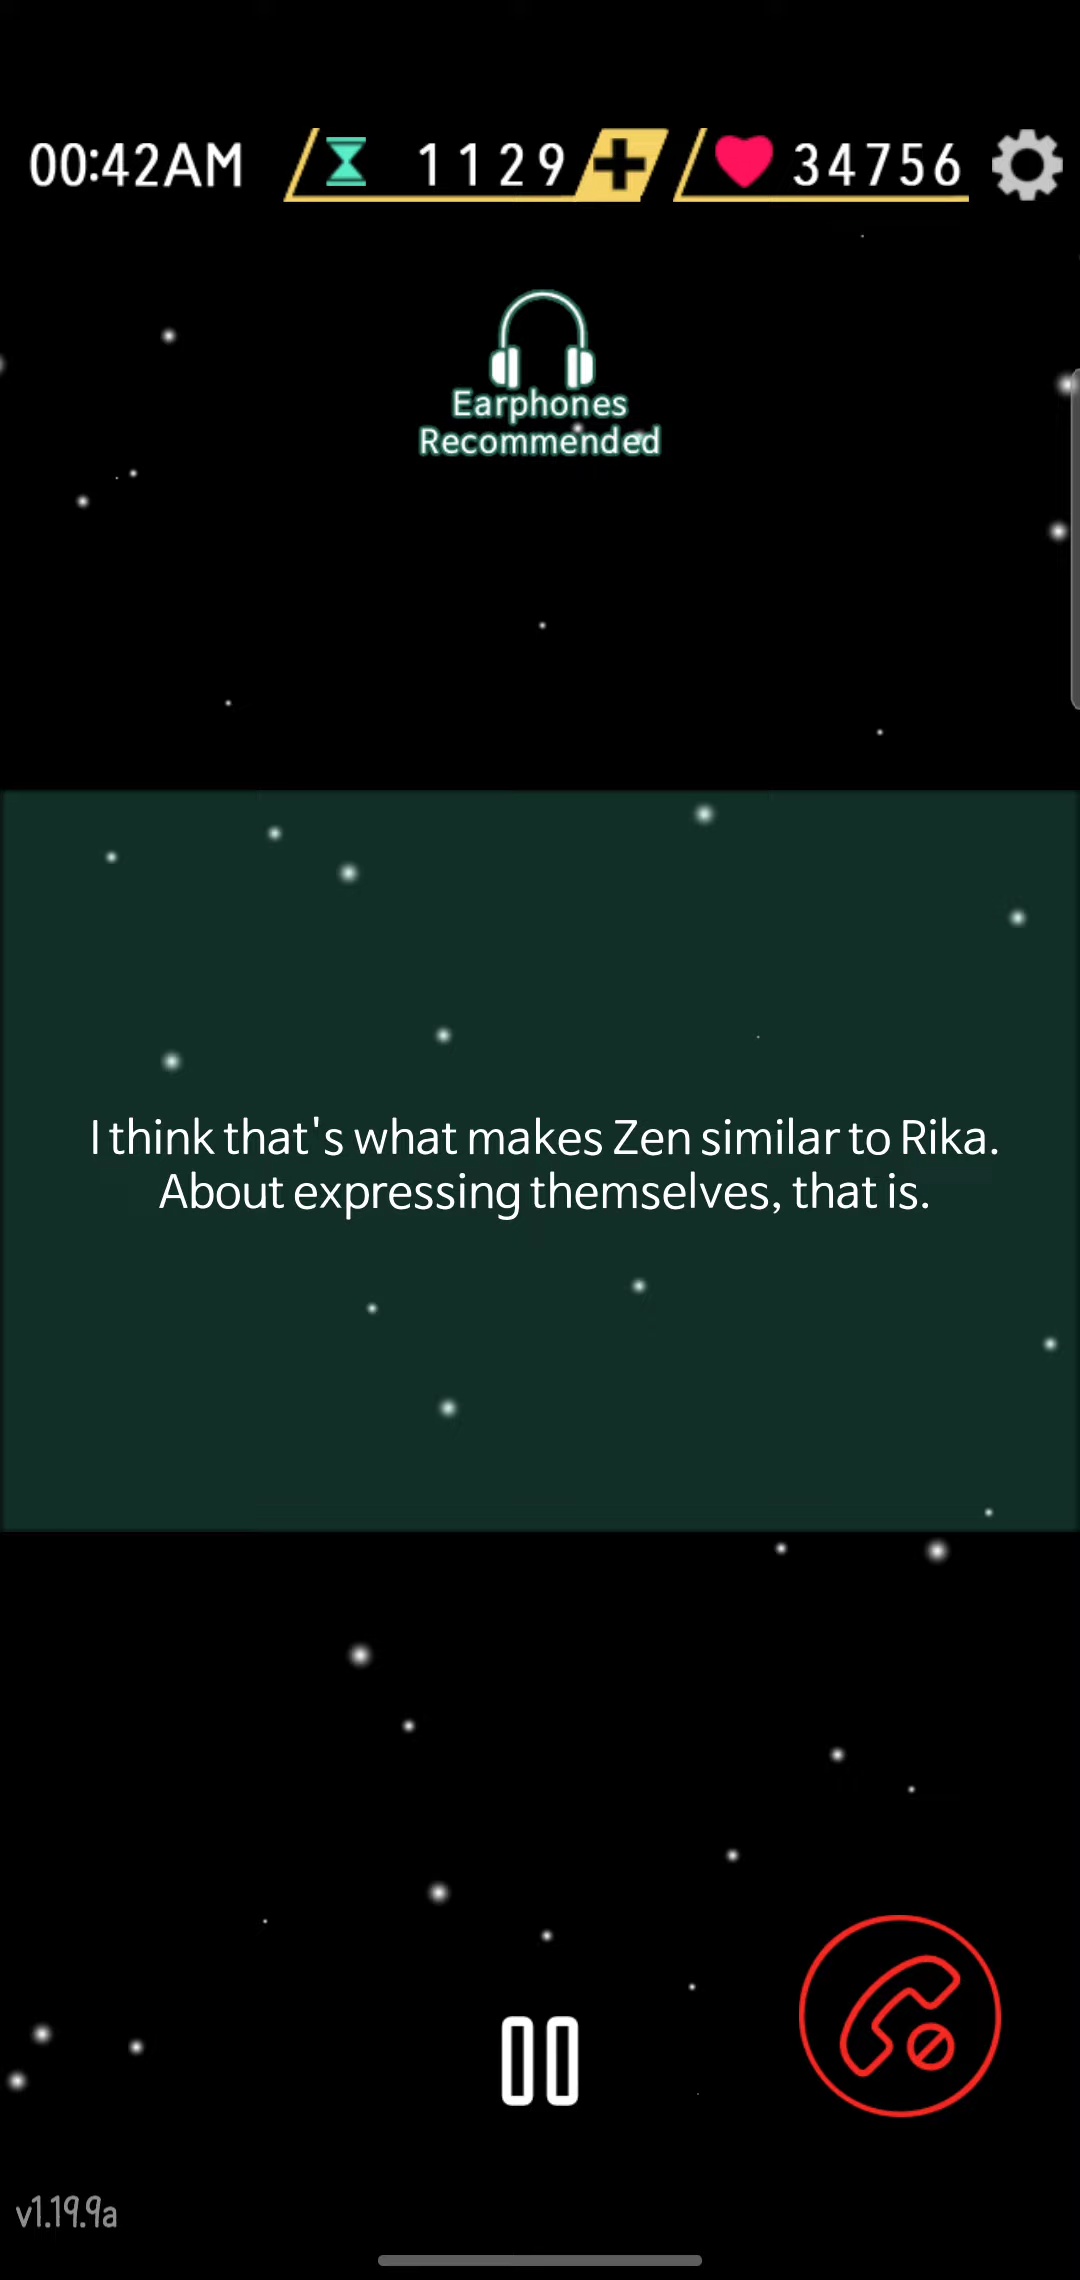 00:42AM 1129 34756
Earphones
Recommended
I think that's what makes Zen similar to Rika.
About expressing themselves, that is.
v1.19.9a